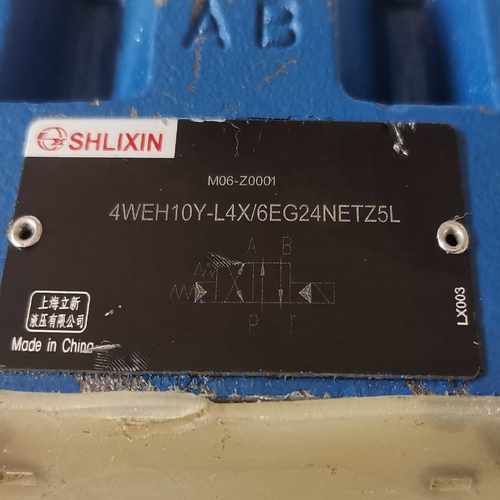 A B
SHLIXIN
M06-Z0001
4WEH10Y-L4X/6EG24NETZ5L
A B
P T
LX003
上海立新
液压有限公司
Made in China